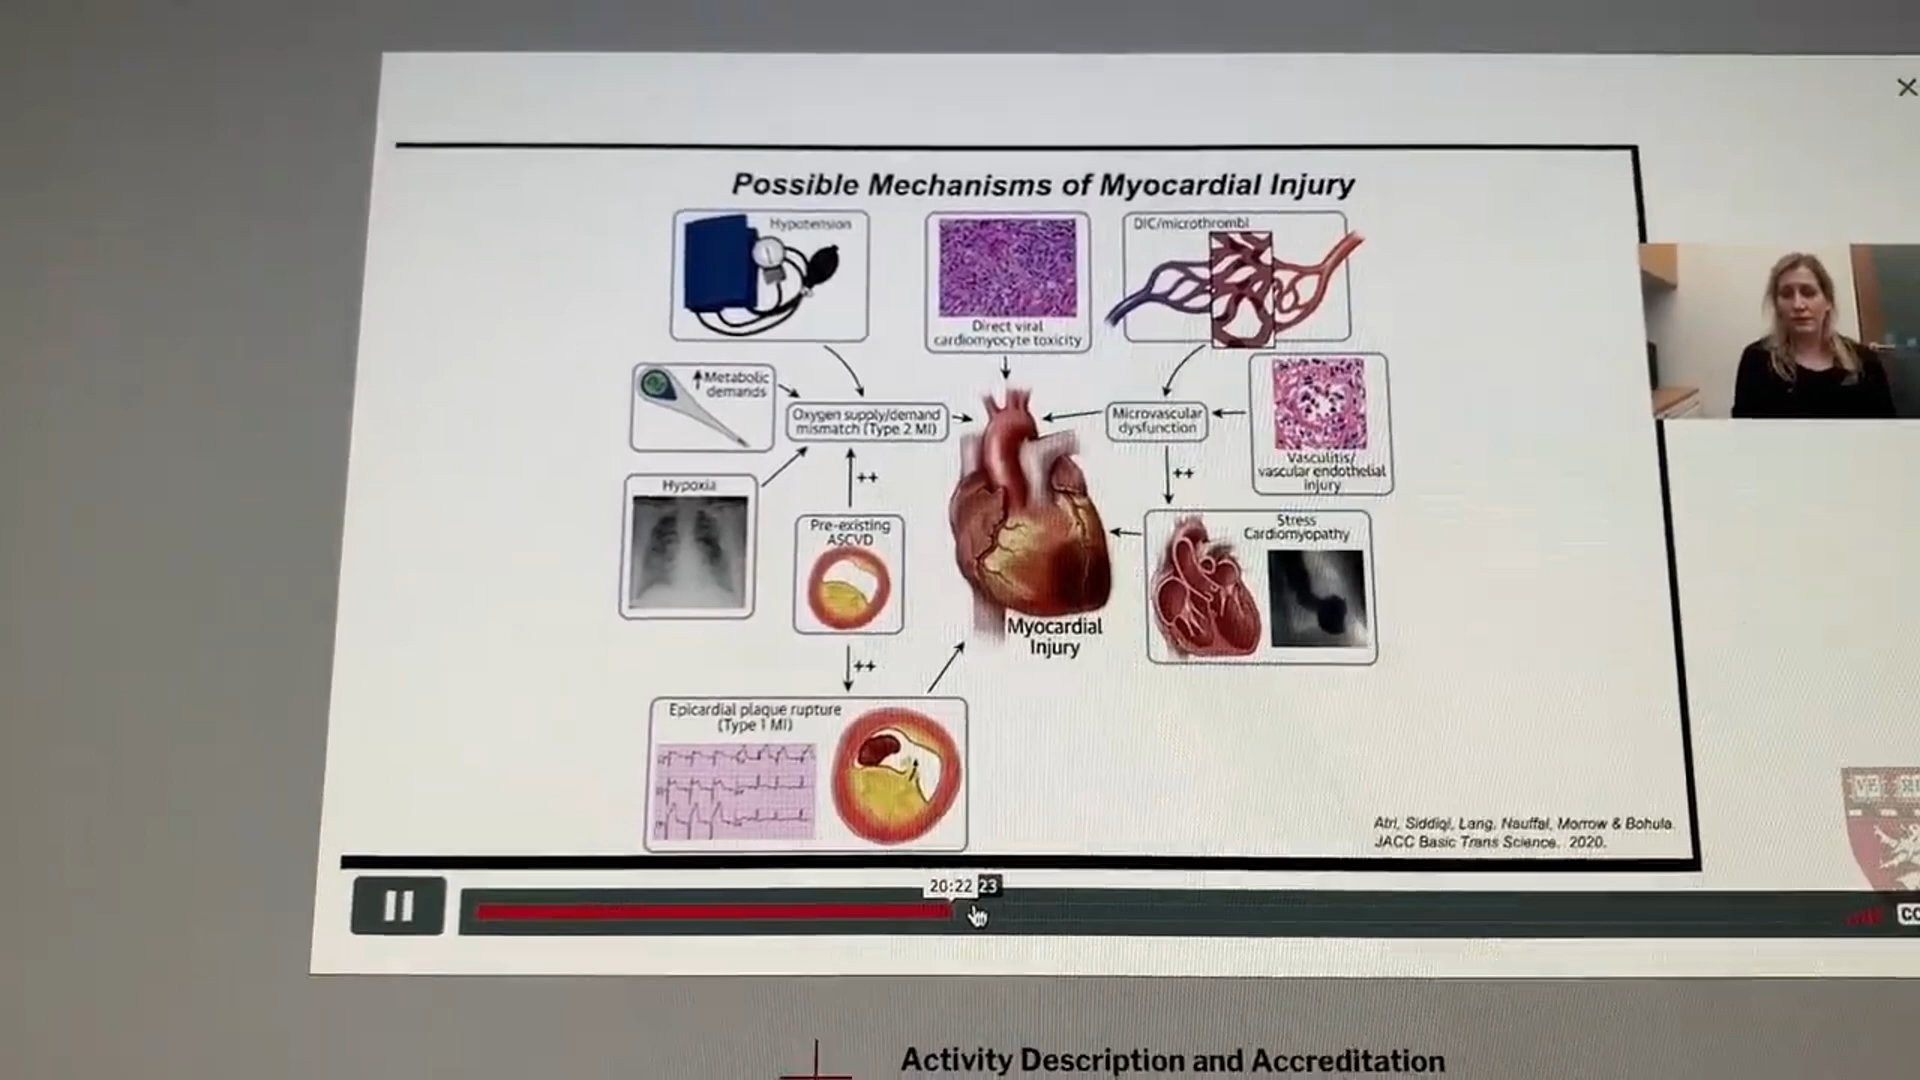 Possible Mechanisms of Myocardial Injury
Hypotension
Direct viral
cardiomyocyte toxicity
DIC/microthrombi
↑Metabolic
demands
Oxygen supply/demand
mismatch (Type 2 MI)
Microvascular
dysfunction
Vasculitis/
vascular endothelial
injury
Hypoxia
++
++
Pre-existing
ASCVD
Stress
Cardiomyopathy
Myocardial
Injury
++
Epicardial plaque rupture
(Type 1 MI)
Atri, Siddiqi, Lang, Nauffal, Morrow & Bohula.
JACC Basic Trans Science. 2020.
20:22 23
Activity Description and Accreditation